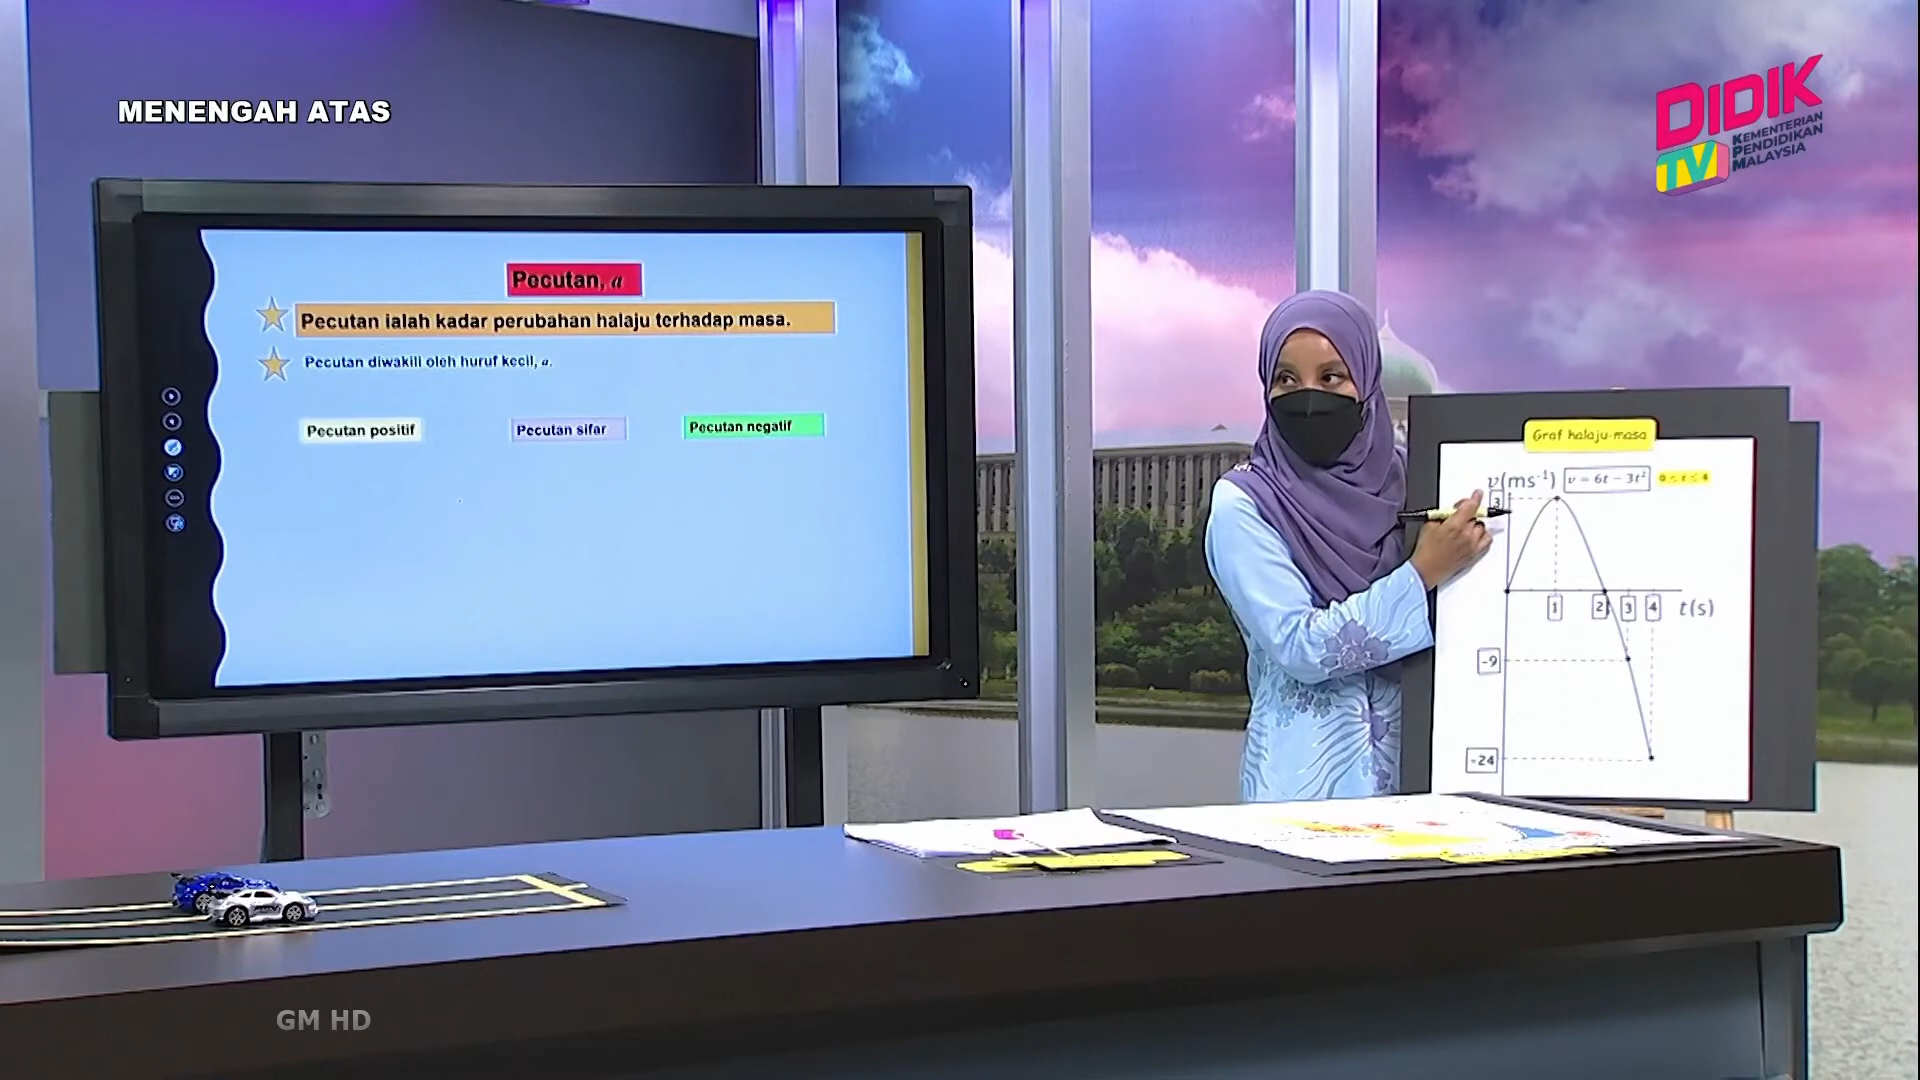 MENENGAH ATAS
DIDIK
TV
KEMENTERIAN
PENDIDIKAN
MALAYSIA
Pecutan, a
Pecutan ialah kadar perubahan halaju terhadap masa.
Pecutan diwakili oleh huruf kecil, a.
Pecutan positif
Pecutan sifar
Pecutan negatif
Graf halaju-masa
v(ms⁻¹)
v = 6t − 3t²
0 ≤ t ≤ 4
3
1
2
3
4
t(s)
-9
-24
GM HD